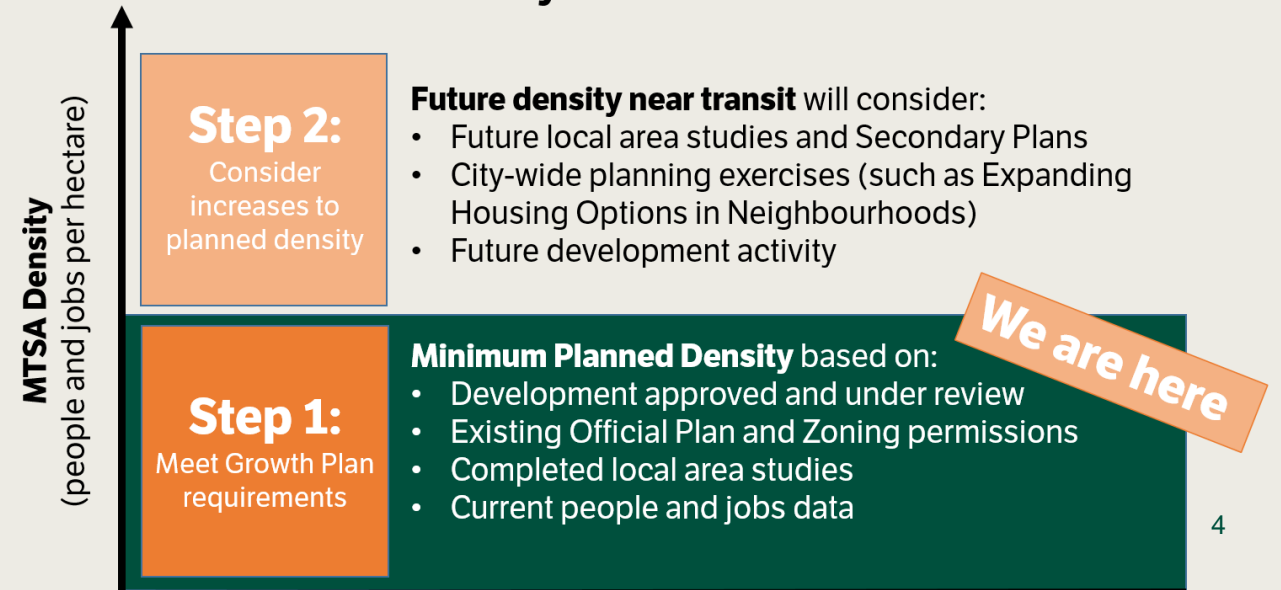 MTSA Density
(people and jobs per hectare)
Step 2:
Consider
increases to
planned density
Future density near transit will consider:
• Future local area studies and Secondary Plans
• City-wide planning exercises (such as Expanding
Housing Options in Neighbourhoods)
• Future development activity
We are here
Step 1:
Meet Growth Plan
requirements
Minimum Planned Density based on:
• Development approved and under review
• Existing Official Plan and Zoning permissions
• Completed local area studies
• Current people and jobs data
4